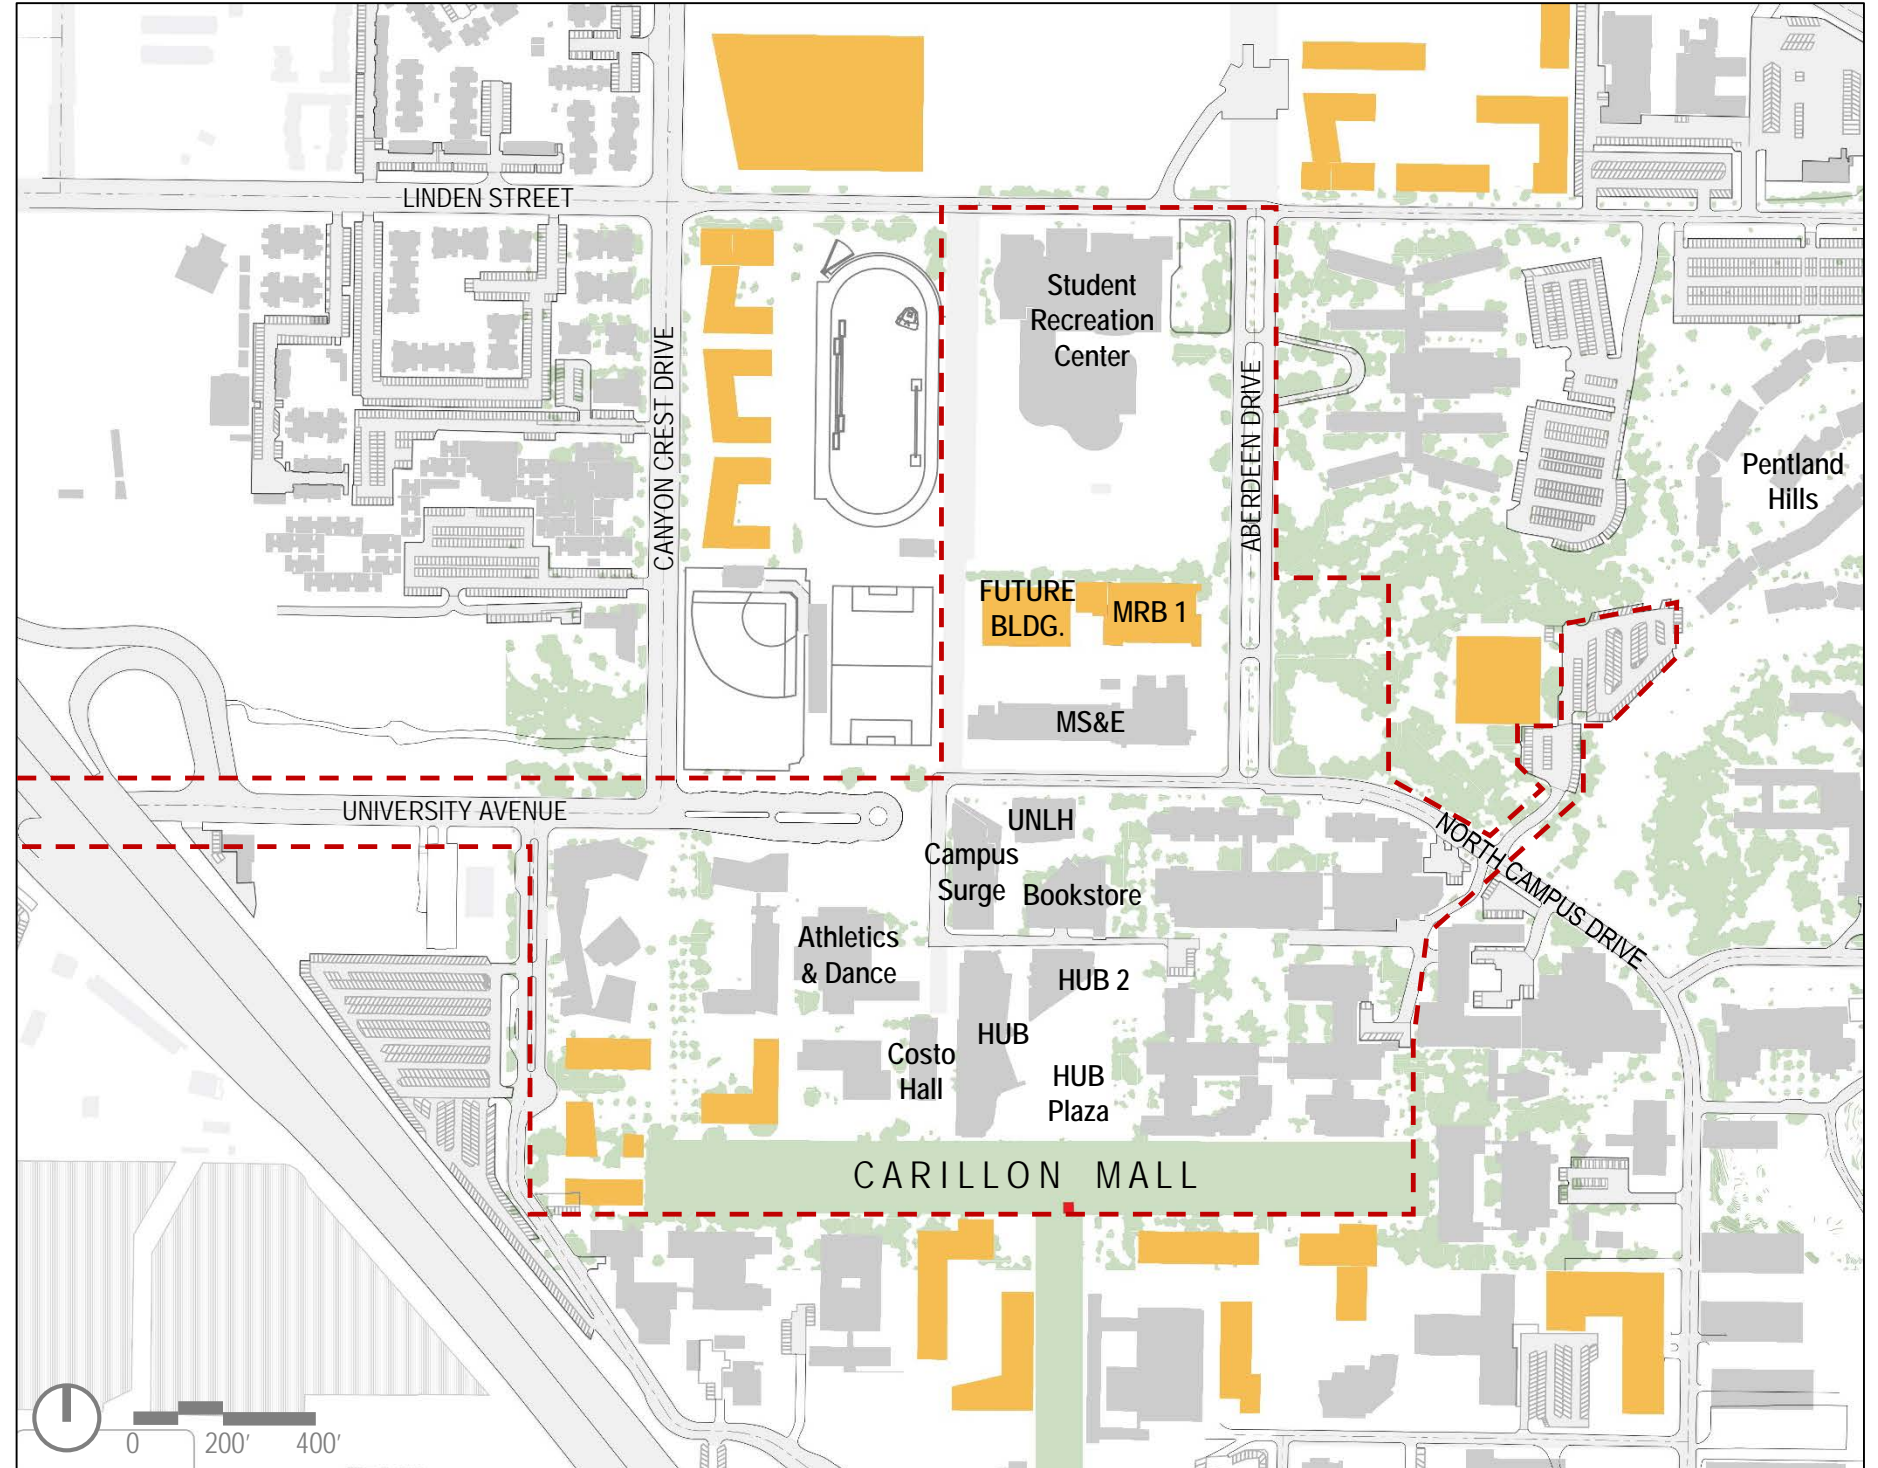 LINDEN STREET
Student
Recreation
Center
CANYON CREST DRIVE
ABERDEEN DRIVE
Pentland
Hills
FUTURE
BLDG.
MRB 1
MS&E
UNIVERSITY AVENUE
UNLH
Campus
Surge
Bookstore
NORTH CAMPUS DRIVE
Athletics
& Dance
HUB 2
HUB
Costo
Hall
HUB
Plaza
CARILLON MALL
0 200' 400'